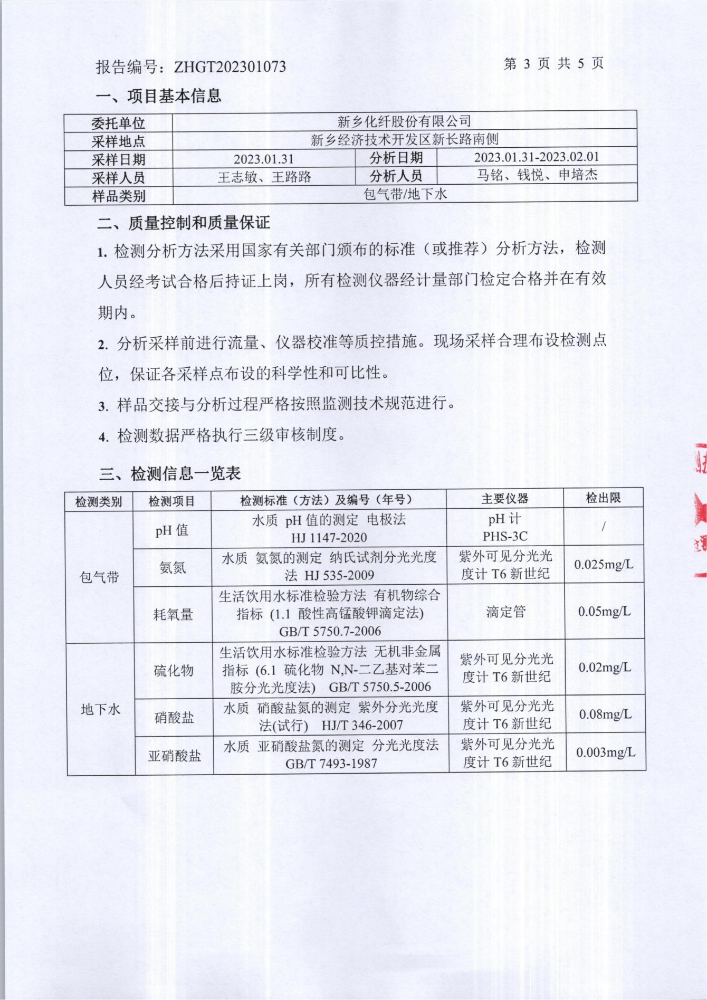 报告编号：ZHGT202301073
第 3 页 共 5 页
一、项目基本信息
委托单位 新乡化纤股份有限公司
采样地点 新乡经济技术开发区新长路南侧
采样日期 2023.01.31 分析日期 2023.01.31-2023.02.01
采样人员 王志敏、王路路 分析人员 马铭、钱悦、申培杰
样品类别 包气带/地下水
二、质量控制和质量保证
1. 检测分析方法采用国家有关部门颁布的标准（或推荐）分析方法，检测
人员经考试合格后持证上岗，所有检测仪器经计量部门检定合格并在有效
期内。
2. 分析采样前进行流量、仪器校准等质控措施。现场采样合理布设检测点
位，保证各采样点布设的科学性和可比性。
3. 样品交接与分析过程严格按照监测技术规范进行。
4. 检测数据严格执行三级审核制度。
三、检测信息一览表
检测类别 检测项目 检测标准（方法）及编号（年号） 主要仪器 检出限
包气带
pH 值
水质 pH 值的测定 电极法
HJ 1147-2020
pH 计
PHS-3C
/
氨氮
水质 氨氮的测定 纳氏试剂分光光度
法 HJ 535-2009
紫外可见分光光
度计 T6 新世纪
0.025mg/L
耗氧量
生活饮用水标准检验方法 有机物综合
指标 (1.1 酸性高锰酸钾滴定法)
GB/T 5750.7-2006
滴定管
0.05mg/L
地下水
硫化物
生活饮用水标准检验方法 无机非金属
指标 (6.1 硫化物 N,N-二乙基对苯二
胺分光光度法) GB/T 5750.5-2006
紫外可见分光光
度计 T6 新世纪
0.02mg/L
硝酸盐
水质 硝酸盐氮的测定 紫外分光光度
法(试行) HJ/T 346-2007
紫外可见分光光
度计 T6 新世纪
0.08mg/L
亚硝酸盐
水质 亚硝酸盐氮的测定 分光光度法
GB/T 7493-1987
紫外可见分光光
度计 T6 新世纪
0.003mg/L